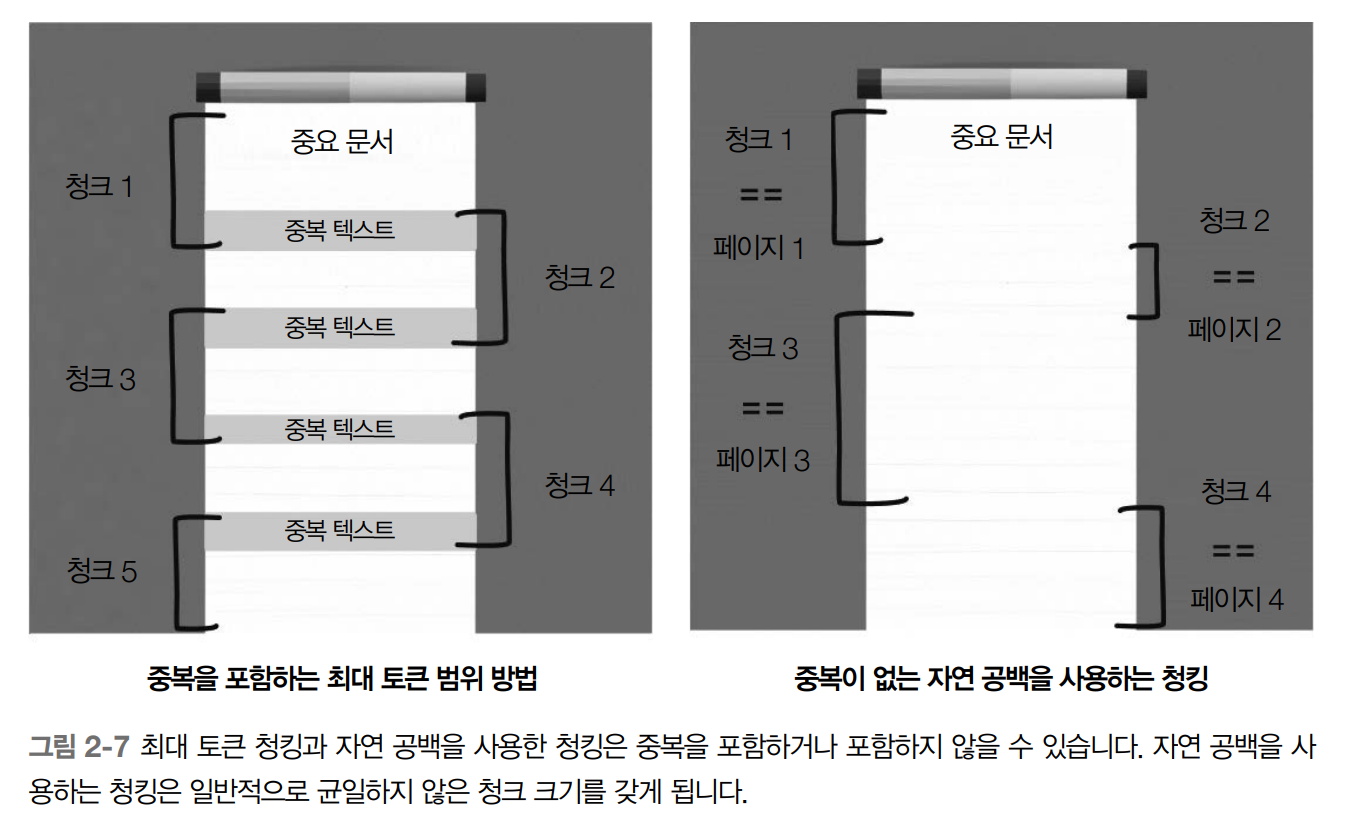 중요 문서
청크 1
중복 텍스트
청크 2
중복 텍스트
청크 3
중복 텍스트
청크 4
중복 텍스트
청크 5
중복을 포함하는 최대 토큰 범위 방법
중요 문서
청크 1
==
페이지 1
청크 2
==
페이지 2
청크 3
==
페이지 3
청크 4
==
페이지 4
중복이 없는 자연 공백을 사용하는 청킹
그림 2-7 최대 토큰 청킹과 자연 공백을 사용한 청킹은 중복을 포함하거나 포함하지 않을 수 있습니다. 자연 공백을 사
용하는 청킹은 일반적으로 균일하지 않은 청크 크기를 갖게 됩니다.